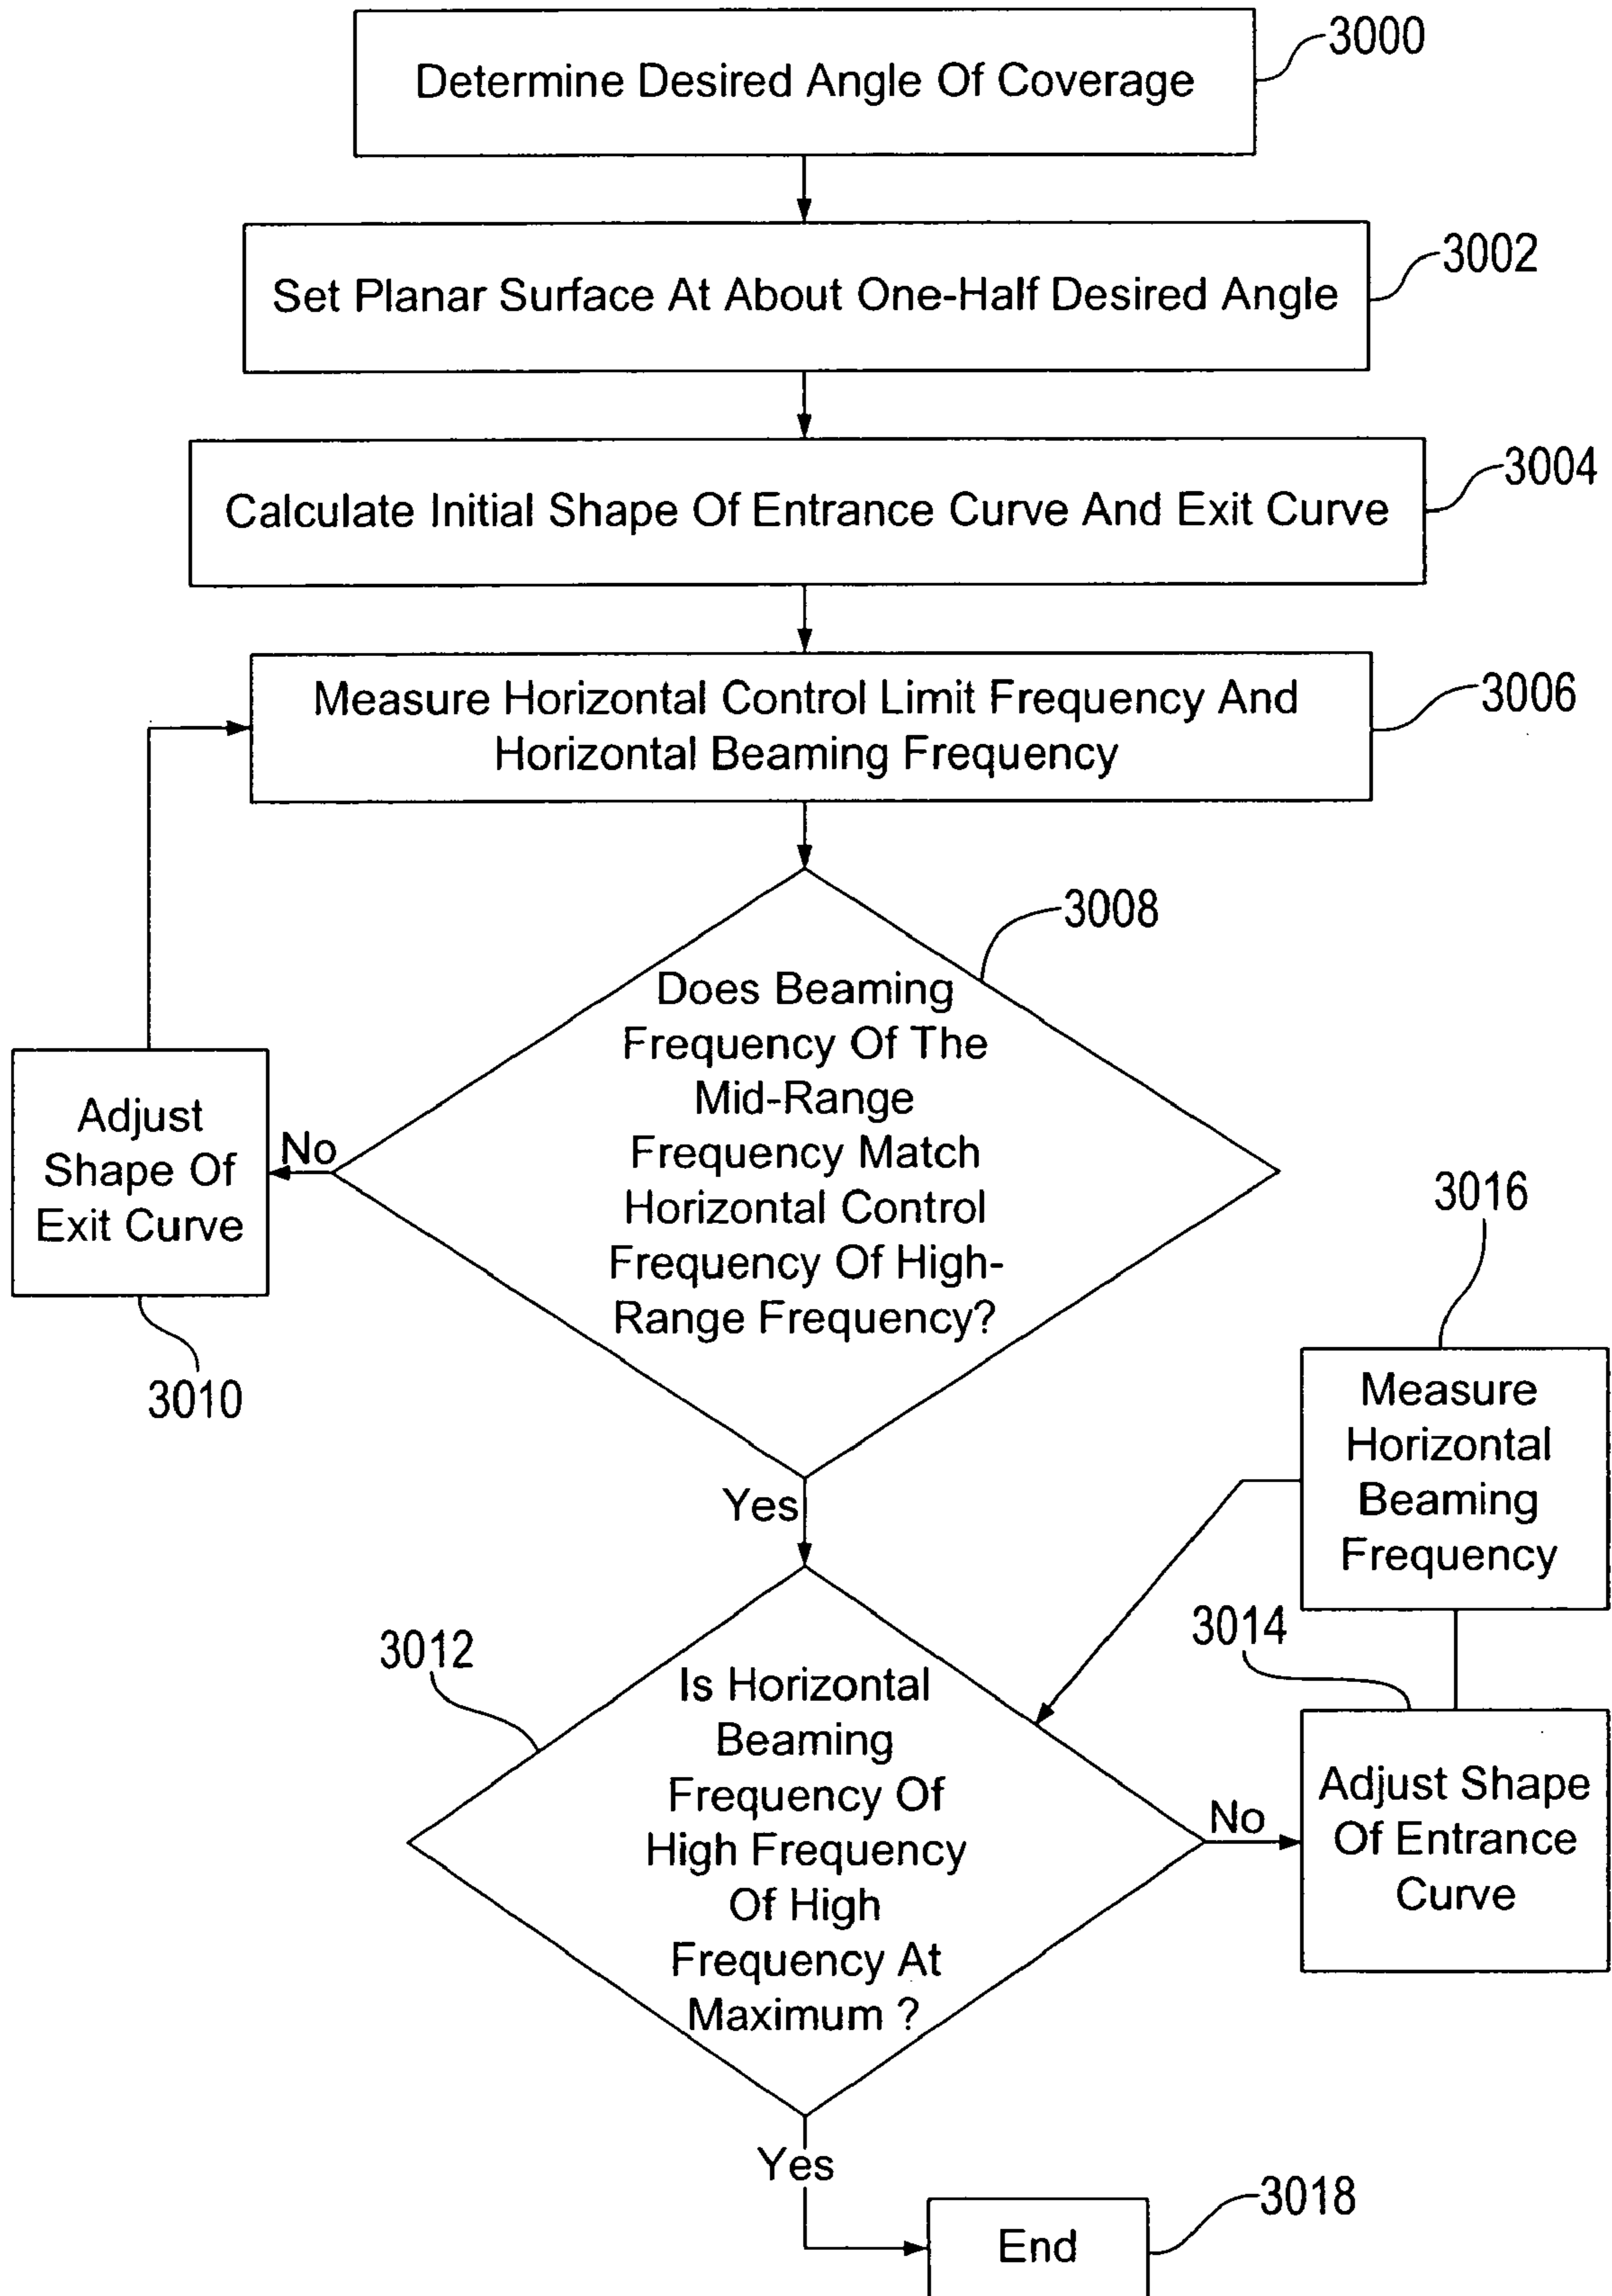 3000
Determine Desired Angle Of Coverage
3002
Set Planar Surface At About One-Half Desired Angle
3004
Calculate Initial Shape Of Entrance Curve And Exit Curve
3006
Measure Horizontal Control Limit Frequency And
Horizontal Beaming Frequency
3008
Does Beaming
Frequency Of The
Mid-Range
Frequency Match
Horizontal Control
Frequency Of High-
Range Frequency?
No
Adjust
Shape Of
Exit Curve
3010
Yes
3012
Is Horizontal
Beaming
Frequency Of
High Frequency
Of High
Frequency At
Maximum ?
No
3014
Adjust Shape
Of Entrance
Curve
3016
Measure
Horizontal
Beaming
Frequency
Yes
End
3018